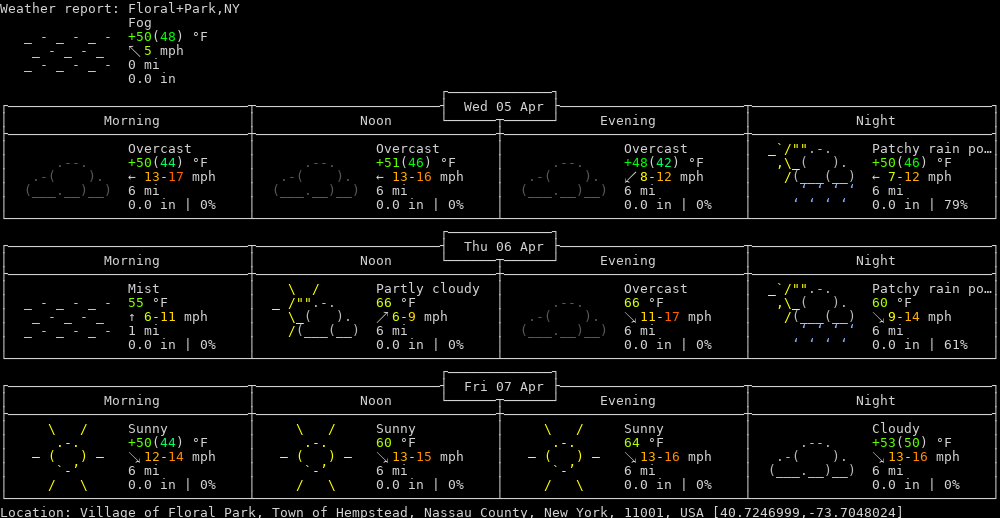 Weather report: Floral+Park,NY
Fog
+50(48) °F
↖ 5 mph
0 mi
0.0 in
Wed 05 Apr
Morning Noon Evening Night
Overcast Overcast Overcast Patchy rain po…
+50(44) °F +51(46) °F +48(42) °F +50(46) °F
← 13-17 mph ← 13-16 mph ↙ 8-12 mph ← 7-12 mph
6 mi 6 mi 6 mi 6 mi
0.0 in | 0% 0.0 in | 0% 0.0 in | 0% 0.0 in | 79%
Thu 06 Apr
Morning Noon Evening Night
Mist Partly cloudy Overcast Patchy rain po…
55 °F 66 °F 66 °F 60 °F
↑ 6-11 mph ↗ 6-9 mph ↘ 11-17 mph ↘ 9-14 mph
1 mi 6 mi 6 mi 6 mi
0.0 in | 0% 0.0 in | 0% 0.0 in | 0% 0.0 in | 61%
Fri 07 Apr
Morning Noon Evening Night
Sunny Sunny Sunny Cloudy
+50(44) °F 60 °F 64 °F +53(50) °F
↘ 12-14 mph ↘ 13-15 mph ↘ 13-16 mph ↘ 13-16 mph
6 mi 6 mi 6 mi 6 mi
0.0 in | 0% 0.0 in | 0% 0.0 in | 0% 0.0 in | 0%
Location: Village of Floral Park, Town of Hempstead, Nassau County, New York, 11001, USA [40.7246999,-73.7048024]